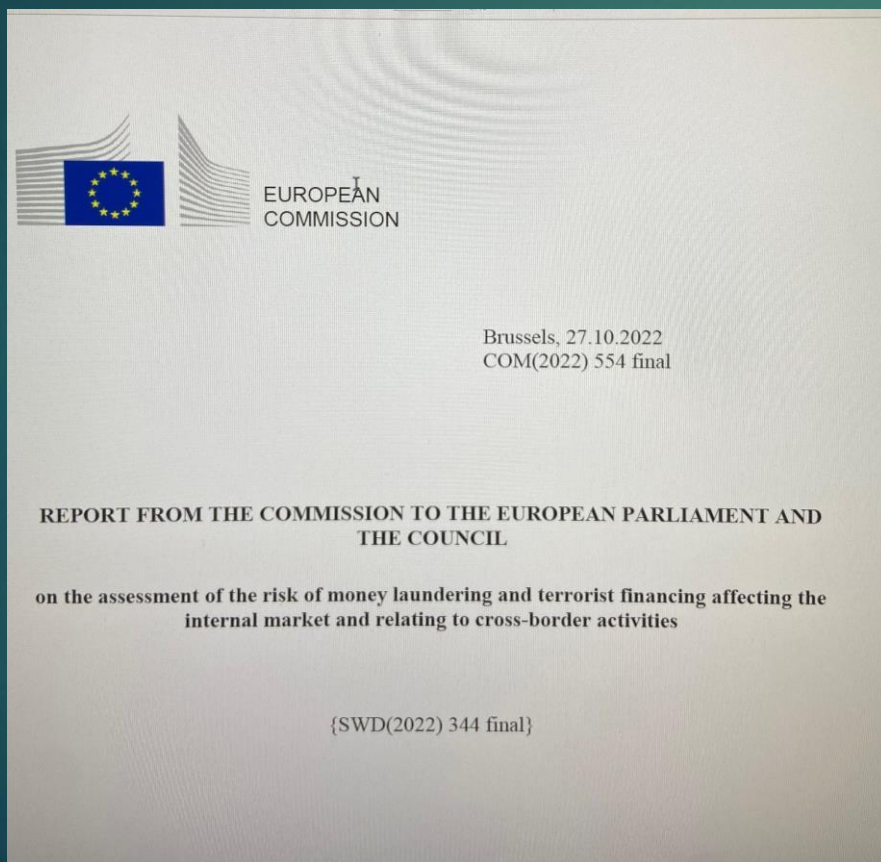 EUROPEAN
COMMISSION
Brussels, 27.10.2022
COM(2022) 554 final
REPORT FROM THE COMMISSION TO THE EUROPEAN PARLIAMENT AND
THE COUNCIL
on the assessment of the risk of money laundering and terrorist financing affecting the
internal market and relating to cross-border activities
{SWD(2022) 344 final}